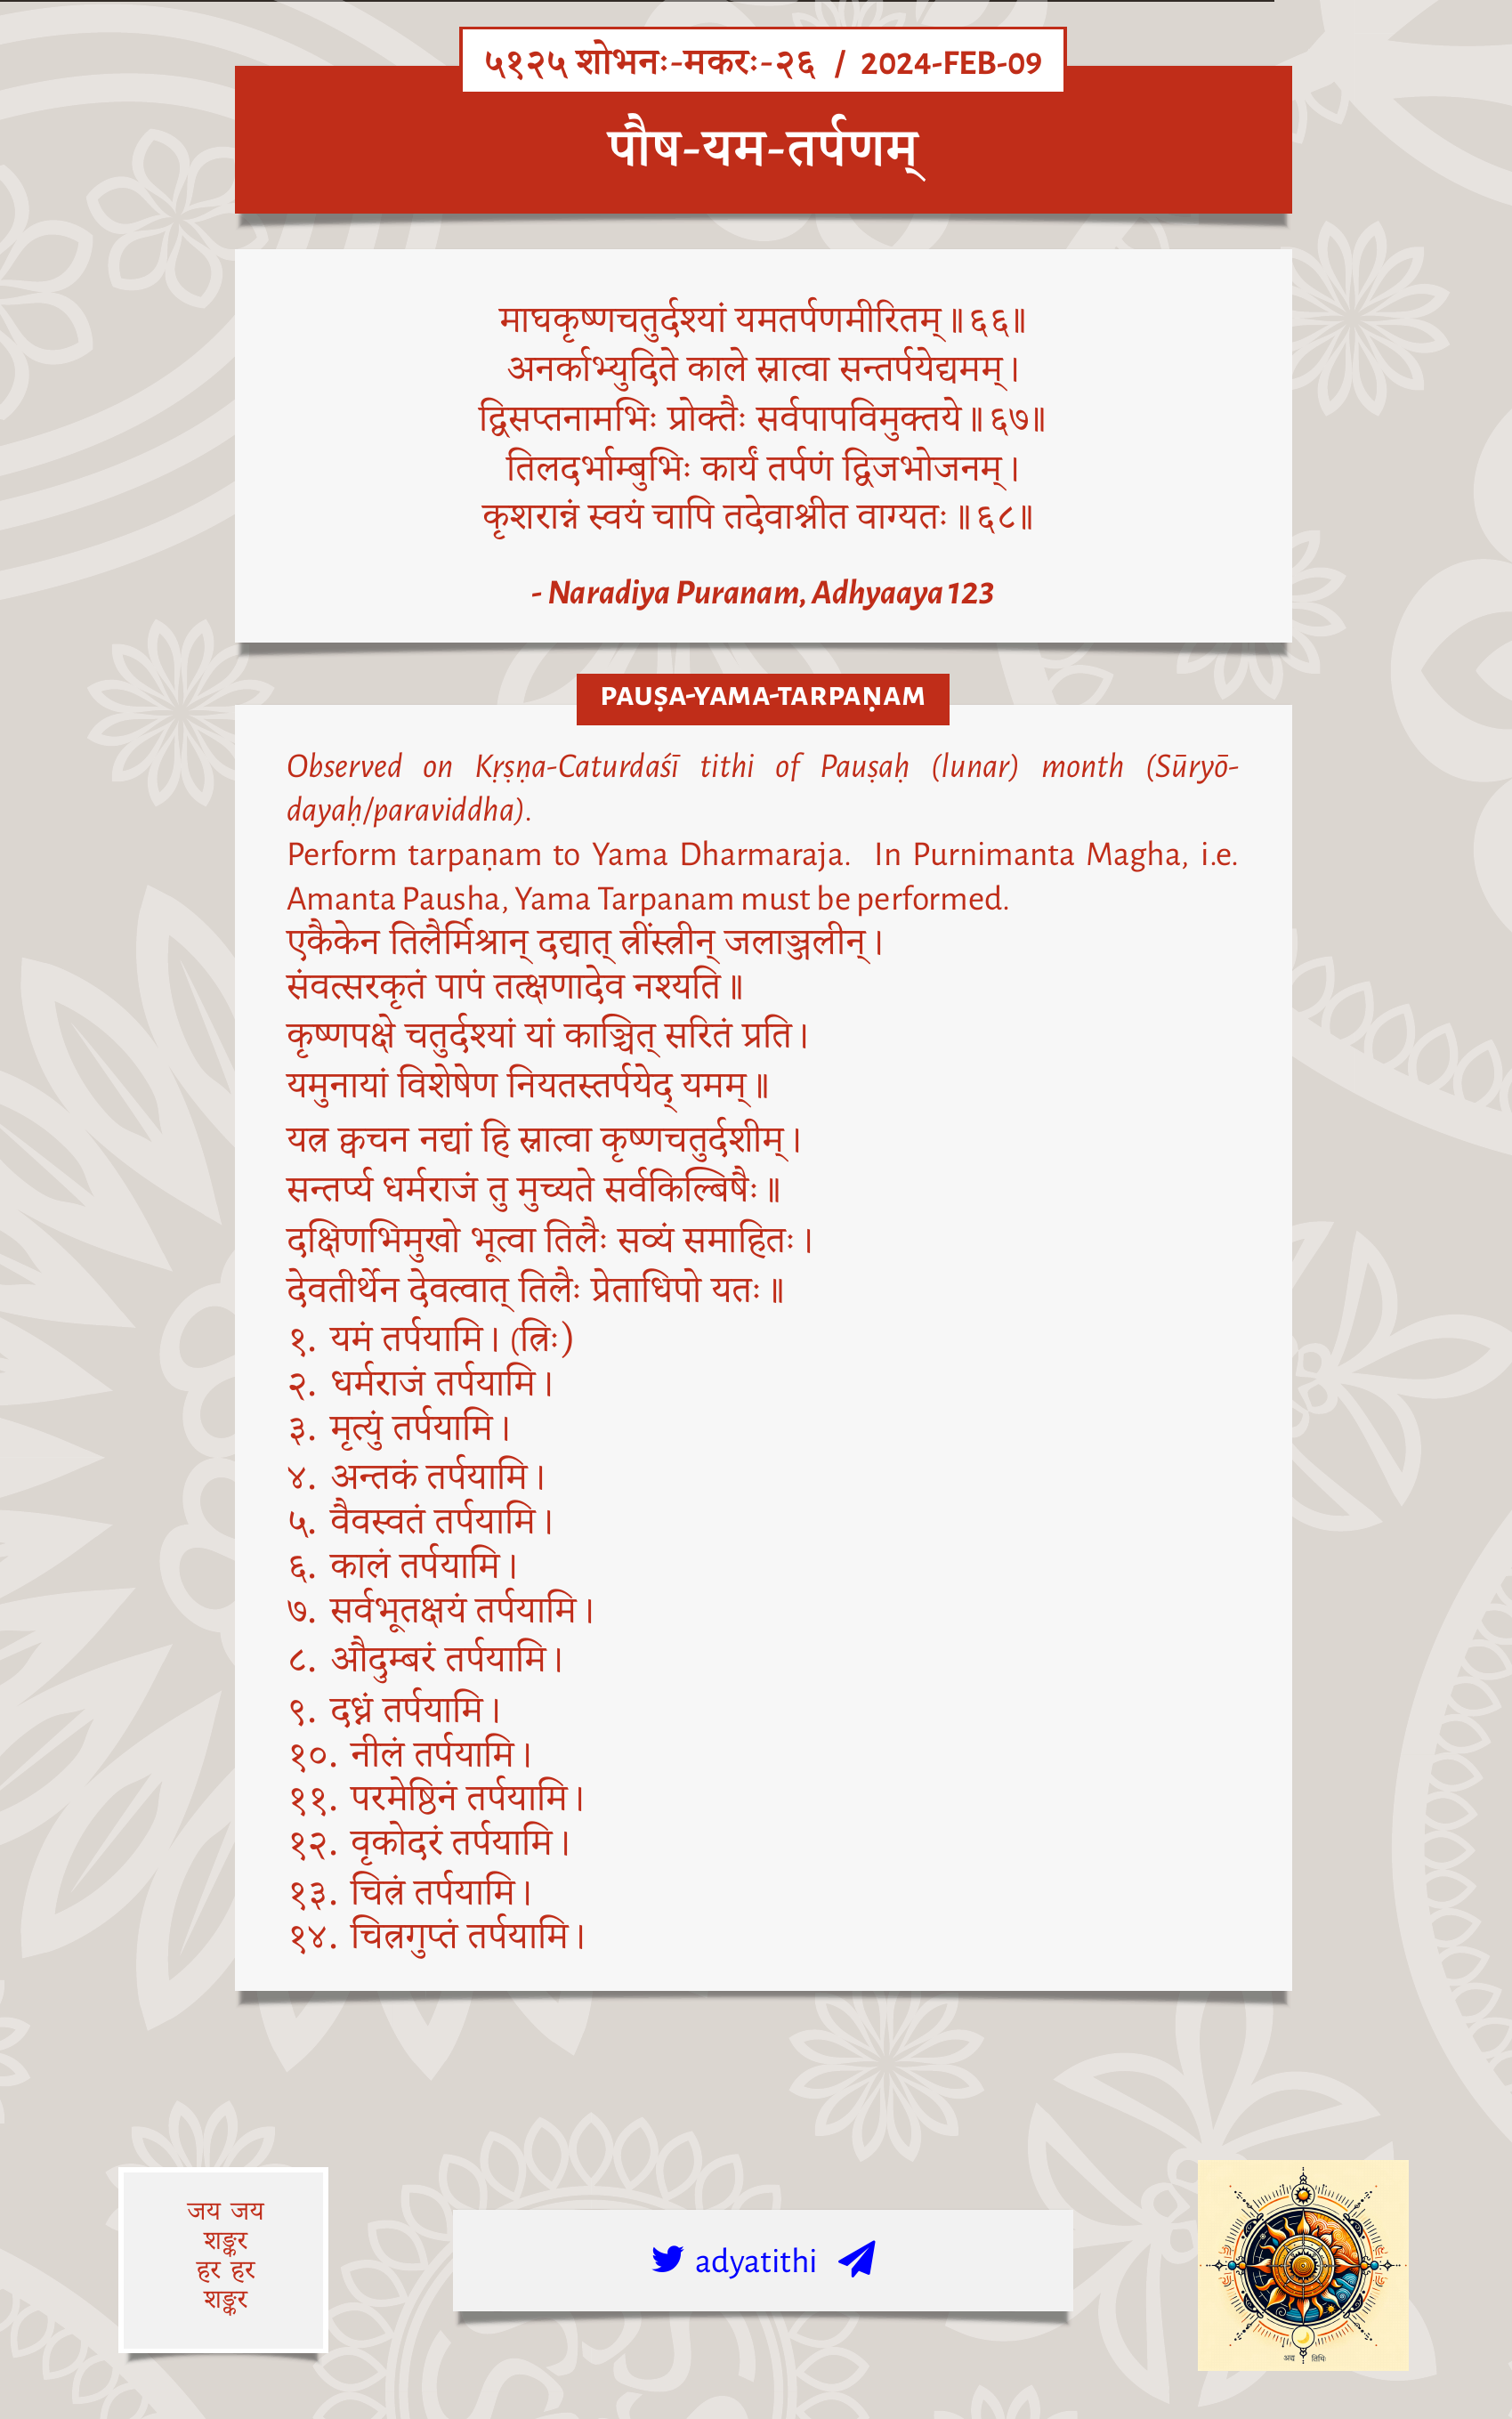 ५१२५ शोभनः-मकरः-२६ / 2024-FEB-09
पौष-यम-तर्पणम्
माघकृष्णचतुर्दश्यां यमतर्पणमीरितम्॥६६॥
अनर्काभ्युदिते काले स्नात्वा सन्तर्पयेद्यमम्।
द्विसप्तनामभिः प्रोक्तैः सर्वपापविमुक्तये॥६७॥
तिलदर्भाम्बुभिः कार्यं तर्पणं द्विजभोजनम्।
कृशरान्नं स्वयं चापि तदेवाश्नीत वाग्यतः॥६८॥
- Naradiya Puranam, Adhyaaya 123
PAUṢA-YAMA-TARPAṆAM
Observed on Kṛṣṇa-Caturdaśī tithi of Pauṣaḥ (lunar) month (Sūryō-
dayaḥ/paraviddha).
Perform tarpaṇam to Yama Dharmaraja. In Purnimanta Magha, i.e.
Amanta Pausha, Yama Tarpanam must be performed.
एकैकेन तिलैर्मिश्रान् दद्यात् त्रींस्त्रीन् जलाञ्जलीन्।
संवत्सरकृतं पापं तत्क्षणादेव नश्यति॥
कृष्णपक्षे चतुर्दश्यां यां काञ्चित् सरितं प्रति।
यमुनायां विशेषेण नियतस्तर्पयेद् यमम्॥
यत्र क्वचन नद्यां हि स्नात्वा कृष्णचतुर्दशीम्।
सन्तर्प्य धर्मराजं तु मुच्यते सर्वकिल्बिषैः॥
दक्षिणभिमुखो भूत्वा तिलैः सव्यं समाहितः।
देवतीर्थेन देवत्वात् तिलैः प्रेताधिपो यतः॥
१. यमं तर्पयामि। (त्रिः)
२. धर्मराजं तर्पयामि।
३. मृत्युं तर्पयामि।
४. अन्तकं तर्पयामि।
५. वैवस्वतं तर्पयामि।
६. कालं तर्पयामि।
७. सर्वभूतक्षयं तर्पयामि।
८. औदुम्बरं तर्पयामि।
९. दध्नं तर्पयामि।
१०. नीलं तर्पयामि।
११. परमेष्ठिनं तर्पयामि।
१२. वृकोदरं तर्पयामि।
१३. चित्रं तर्पयामि।
१४. चित्रगुप्तं तर्पयामि।
जय जय
शङ्कर
हर हर
शङ्कर
adyatithi
अद्य तिथिः